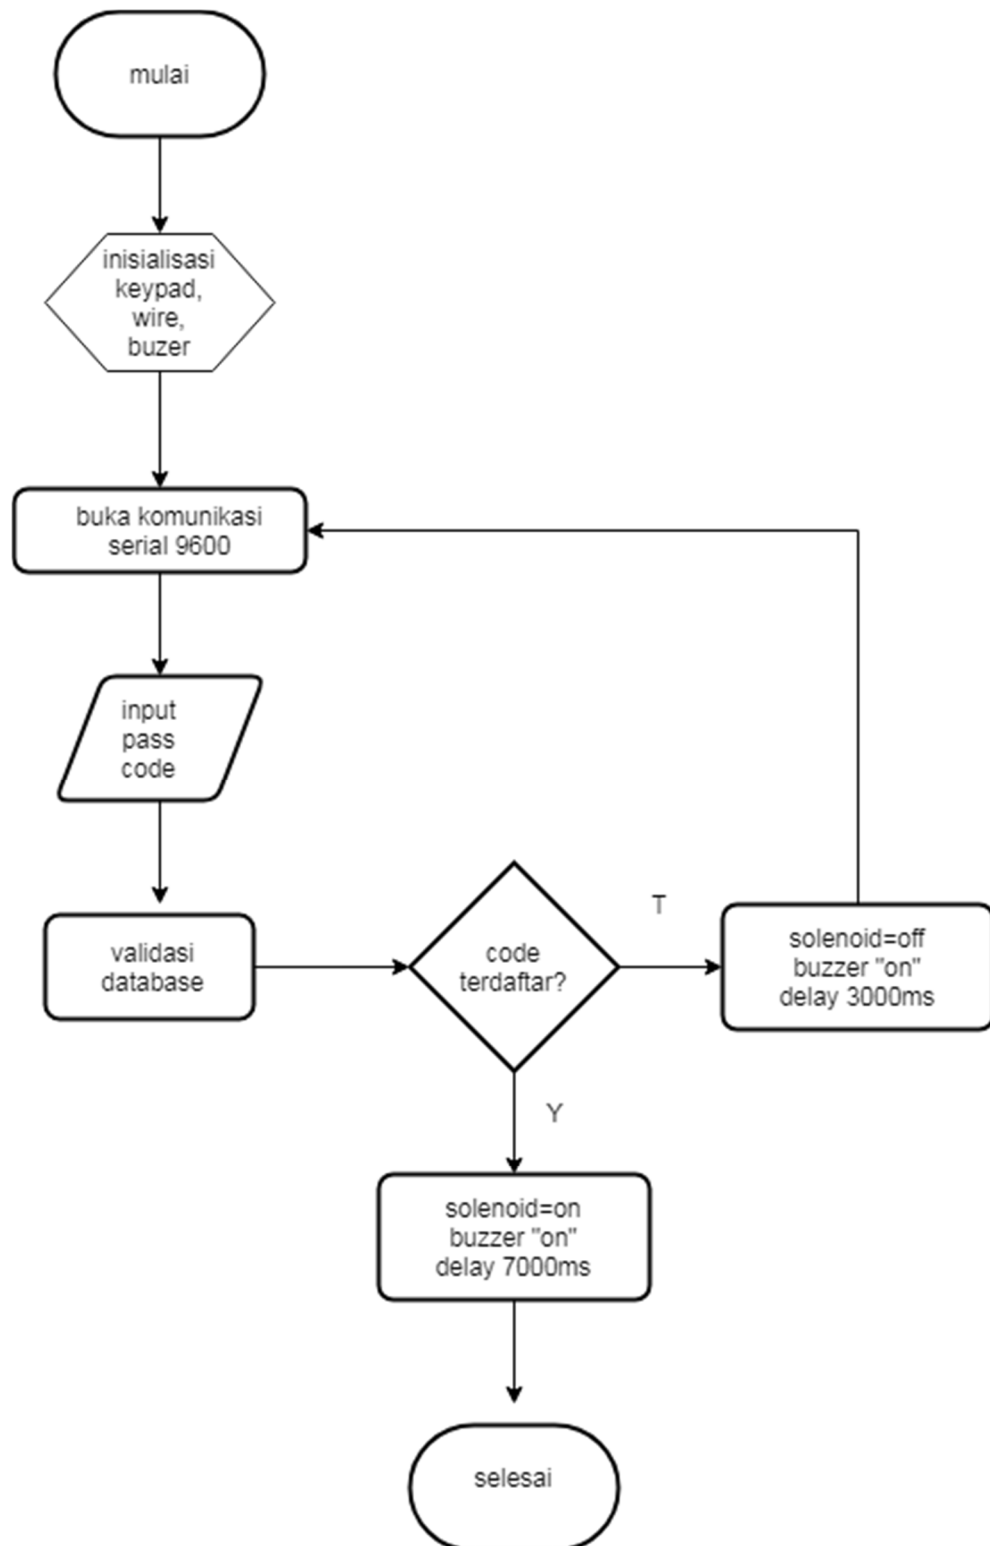 mulai
inisialisasi
keypad,
wire,
buzer
buka komunikasi
serial 9600
input
pass
code
validasi
database
code
terdaftar?
T
solenoid=off
buzzer "on"
delay 3000ms
Y
solenoid=on
buzzer "on"
delay 7000ms
selesai